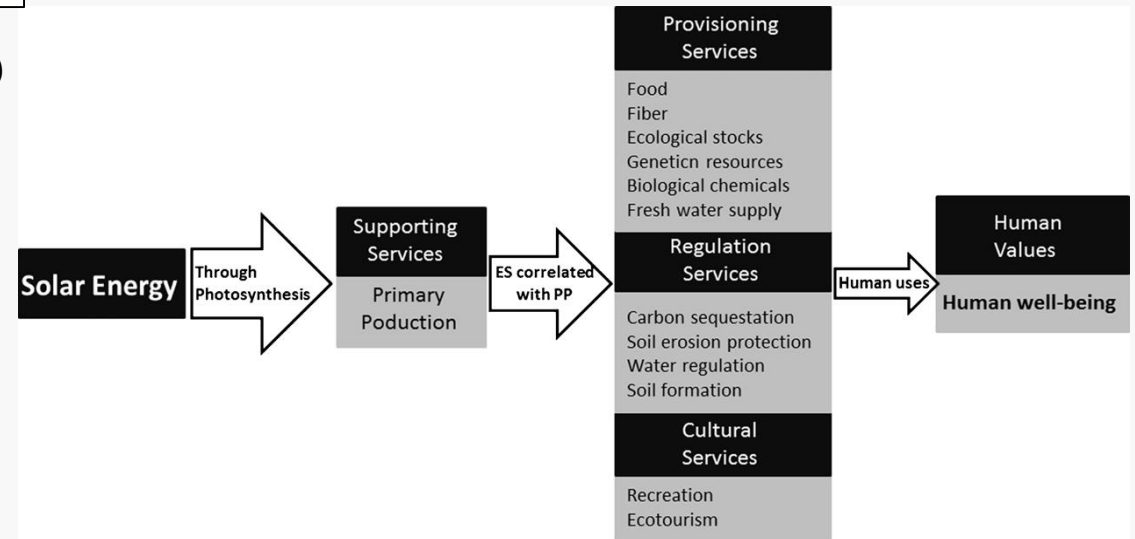 )
Solar Energy
Through
Photosynthesis
Supporting
Services
Primary
Poduction
ES correlated
with PP
Provisioning
Services
Food
Fiber
Ecological stocks
Geneticn resources
Biological chemicals
Fresh water supply
Regulation
Services
Carbon sequestation
Soil erosion protection
Water regulation
Soil formation
Cultural
Services
Recreation
Ecotourism
Human uses
Human
Values
Human well-being